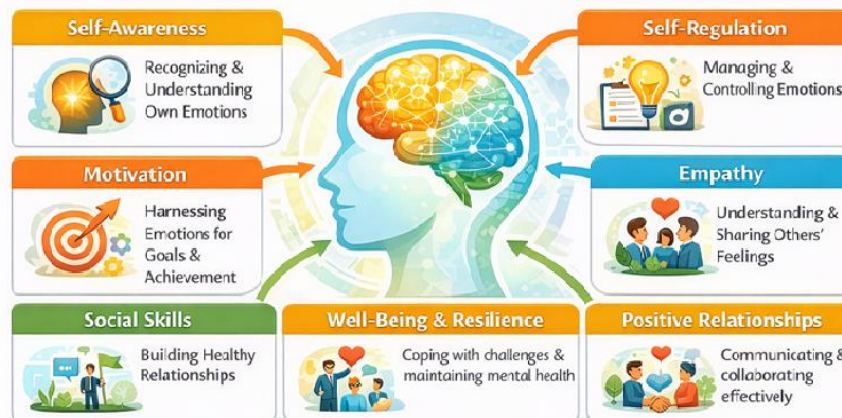 Self-Awareness
Recognizing &
Understanding
Own Emotions
Self-Regulation
Managing &
Controlling Emotions
Motivation
Harnessing
Emotions for
Goals &
Achievement
Empathy
Understanding &
Sharing Others'
Feelings
Social Skills
Building Healthy
Relationships
Well-Being & Resilience
Coping with challenges &
maintaining mental health
Positive Relationships
Communicating &
collaborating
effectively